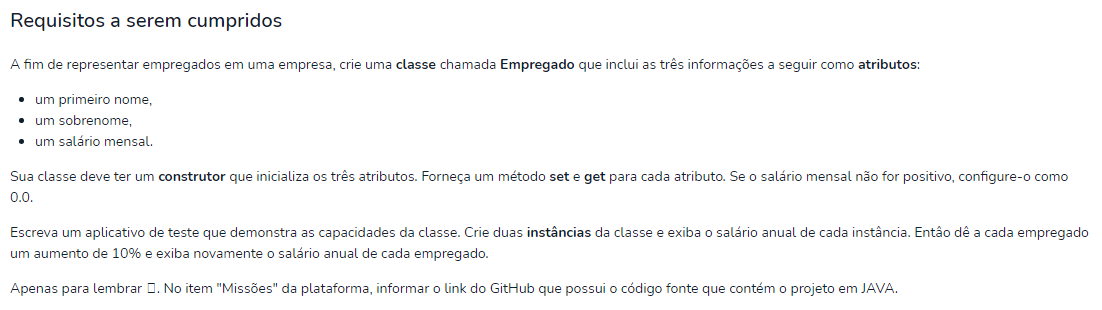 Requisitos a serem cumpridos
A fim de representar empregados em uma empresa, crie uma classe chamada Empregado que inclui as três informações a seguir como atributos:
• um primeiro nome,
• um sobrenome,
• um salário mensal.
Sua classe deve ter um construtor que inicializa os três atributos. Forneça um método set e get para cada atributo. Se o salário mensal não for positivo, configure-o como
0.0.
Escreva um aplicativo de teste que demonstra as capacidades da classe. Crie duas instâncias da classe e exiba o salário anual de cada instância. Então dê a cada empregado
um aumento de 10% e exiba novamente o salário anual de cada empregado.
Apenas para lembrar . No item "Missões" da plataforma, informar o link do GitHub que possui o código fonte que contém o projeto em JAVA.